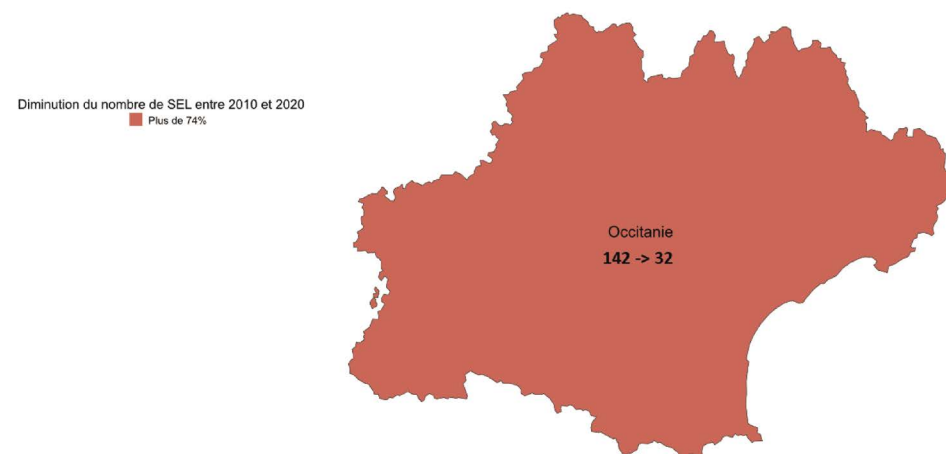 Diminution du nombre de SEL entre 2010 et 2020
Plus de 74%
Occitanie
142 -> 32